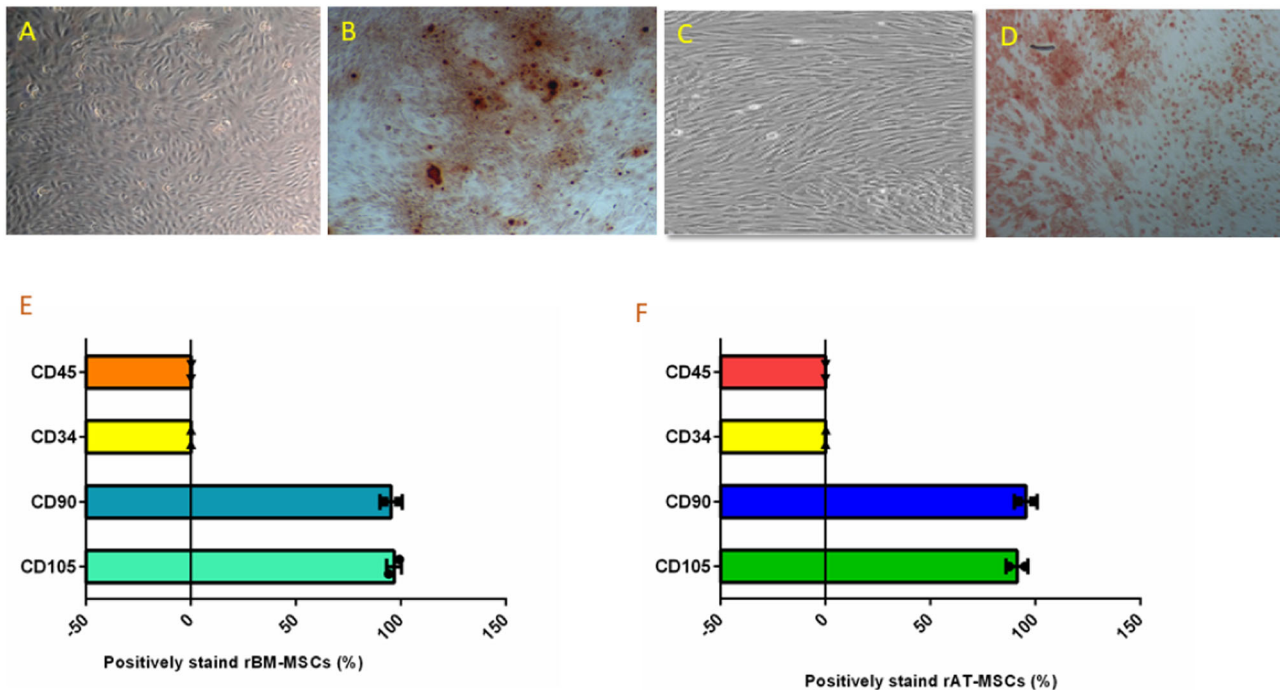 A
B
C
D
E
CD45
CD34
CD90
CD105
-50
0
50
100
150
Positively staind rBM-MSCs (%)
F
CD45
CD34
CD90
CD105
-50
0
50
100
150
Positively staind rAT-MSCs (%)